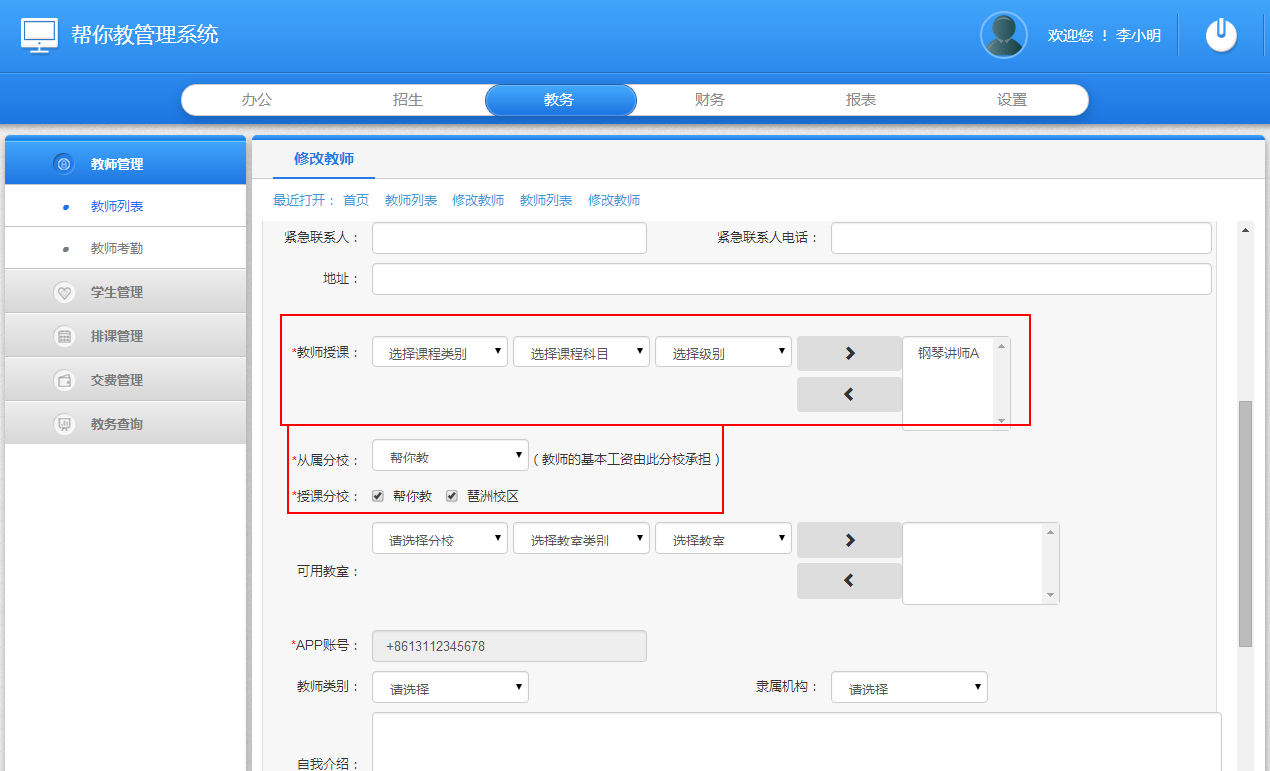 帮你教管理系统
欢迎您 ！ 李小明
办公 招生 教务 财务 报表 设置
教师管理
教师列表
教师考勤
学生管理
排课管理
交费管理
教务查询
修改教师
最近打开： 首页 教师列表 修改教师 教师列表 修改教师
紧急联系人： 紧急联系人电话：
地址：
*教师授课： 选择课程类别 选择课程科目 选择级别 钢琴讲师A
*从属分校： 帮你教 （教师的基本工资由此分校承担）
*授课分校： 帮你教 琶洲校区
请选择分校 选择教室类别 选择教室
可用教室：
*APP账号： +8613112345678
教师类别： 请选择 隶属机构： 请选择
自我介绍：